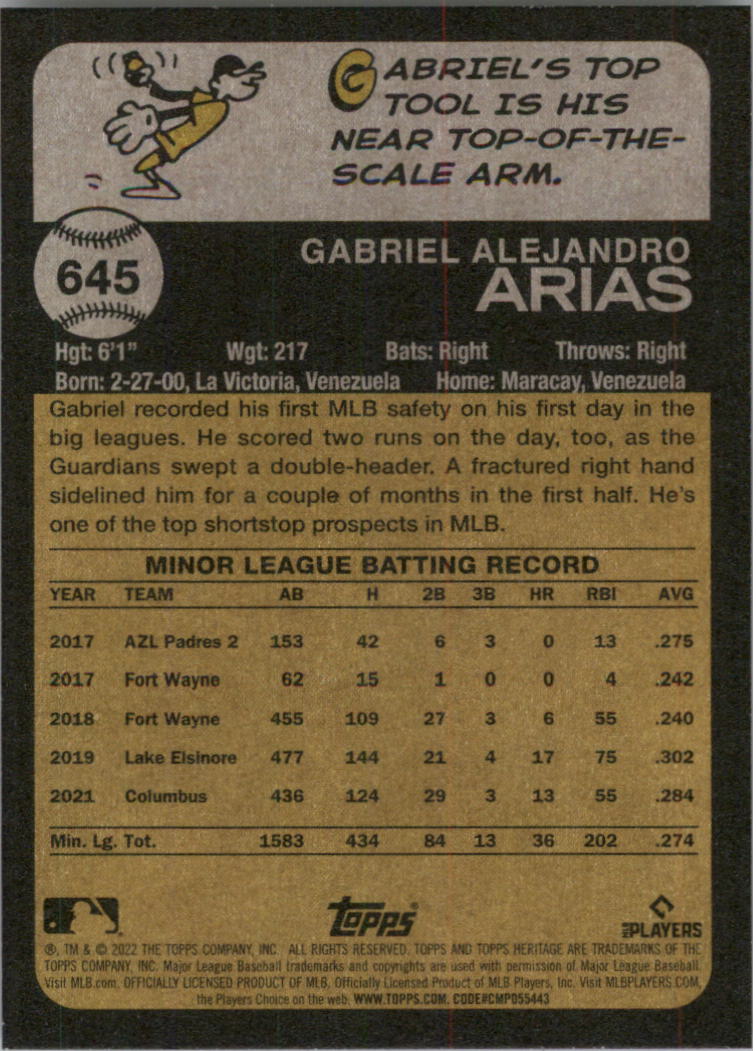 GABRIEL'S TOP
TOOL IS HIS
NEAR TOP-OF-THE-
SCALE ARM.
645
GABRIEL ALEJANDRO
ARIAS
Hgt: 6'1" Wgt: 217 Bats: Right Throws: Right
Born: 2-27-00, La Victoria, Venezuela Home: Maracay, Venezuela
Gabriel recorded his first MLB safety on his first day in the
big leagues. He scored two runs on the day, too, as the
Guardians swept a double-header. A fractured right hand
sidelined him for a couple of months in the first half. He's
one of the top shortstop prospects in MLB.
MINOR LEAGUE BATTING RECORD
YEAR TEAM AB H 2B 3B HR RBI AVG
2017 AZL Padres 2 153 42 6 3 0 13 .275
2017 Fort Wayne 62 15 1 0 0 4 .242
2018 Fort Wayne 455 109 27 3 6 55 .240
2019 Lake Elsinore 477 144 21 4 17 75 .302
2021 Columbus 436 124 29 3 13 55 .284
Min. Lg. Tot. 1583 434 84 13 36 202 .274
TOPPS®
MLB PLAYERS
®, TM & © 2022 THE TOPPS COMPANY, INC. ALL RIGHTS RESERVED. TOPPS AND TOPPS HERITAGE ARE TRADEMARKS OF THE
TOPPS COMPANY, INC. Major League Baseball trademarks and copyrights are used with permission of Major League Baseball.
Visit MLB.com. OFFICIALLY LICENSED PRODUCT OF MLB. Officially Licensed Product of MLB Players, Inc. Visit MLBPLAYERS.COM,
the Players Choice on the web. WWW.TOPPS.COM. CODE#CMP055443